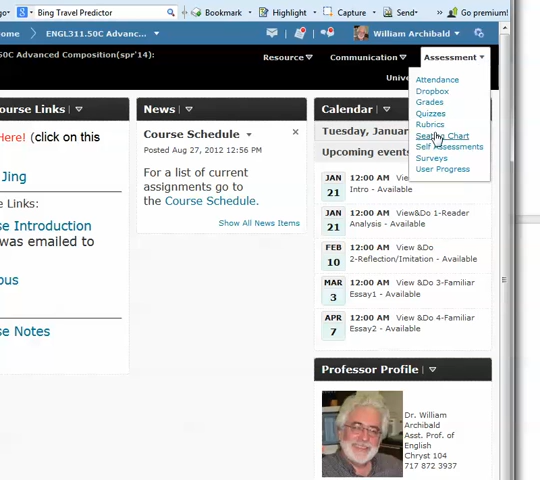 Bing Travel Predictor
Bookmark
Highlight
Capture
Send
»
Go premium!
ome
ENGL311.50C Advanc...
William Archibald
50C Advanced Composition(spr'14):
Resource
Communication
Assessment
Unive
Attendance
Dropbox
Grades
Quizzes
Rubrics
Seating Chart
Self Assessments
Surveys
User Progress
ourse Links
Here! (click on this
Jing
Links:
se Introduction
was emailed to
ous
se Notes
News
Course Schedule
Posted Aug 27, 2012 12:56 PM
For a list of current
assignments go to
the Course Schedule.
Show All News Items
Calendar
Tuesday, Januar
Upcoming events
JAN
21
12:00 AM Vie
Intro - Available
JAN
21
12:00 AM View&Do 1-Reader
Analysis - Available
FEB
10
12:00 AM View &Do
2-Reflection/Imitation - Available
MAR
3
12:00 AM View &Do 3-Familiar
Essay1 - Available
APR
7
12:00 AM View &Do 4-Familiar
Essay2 - Available
Professor Profile
Dr. William
Archibald
Asst. Prof. of
English
Chryst 104
717 872 3937